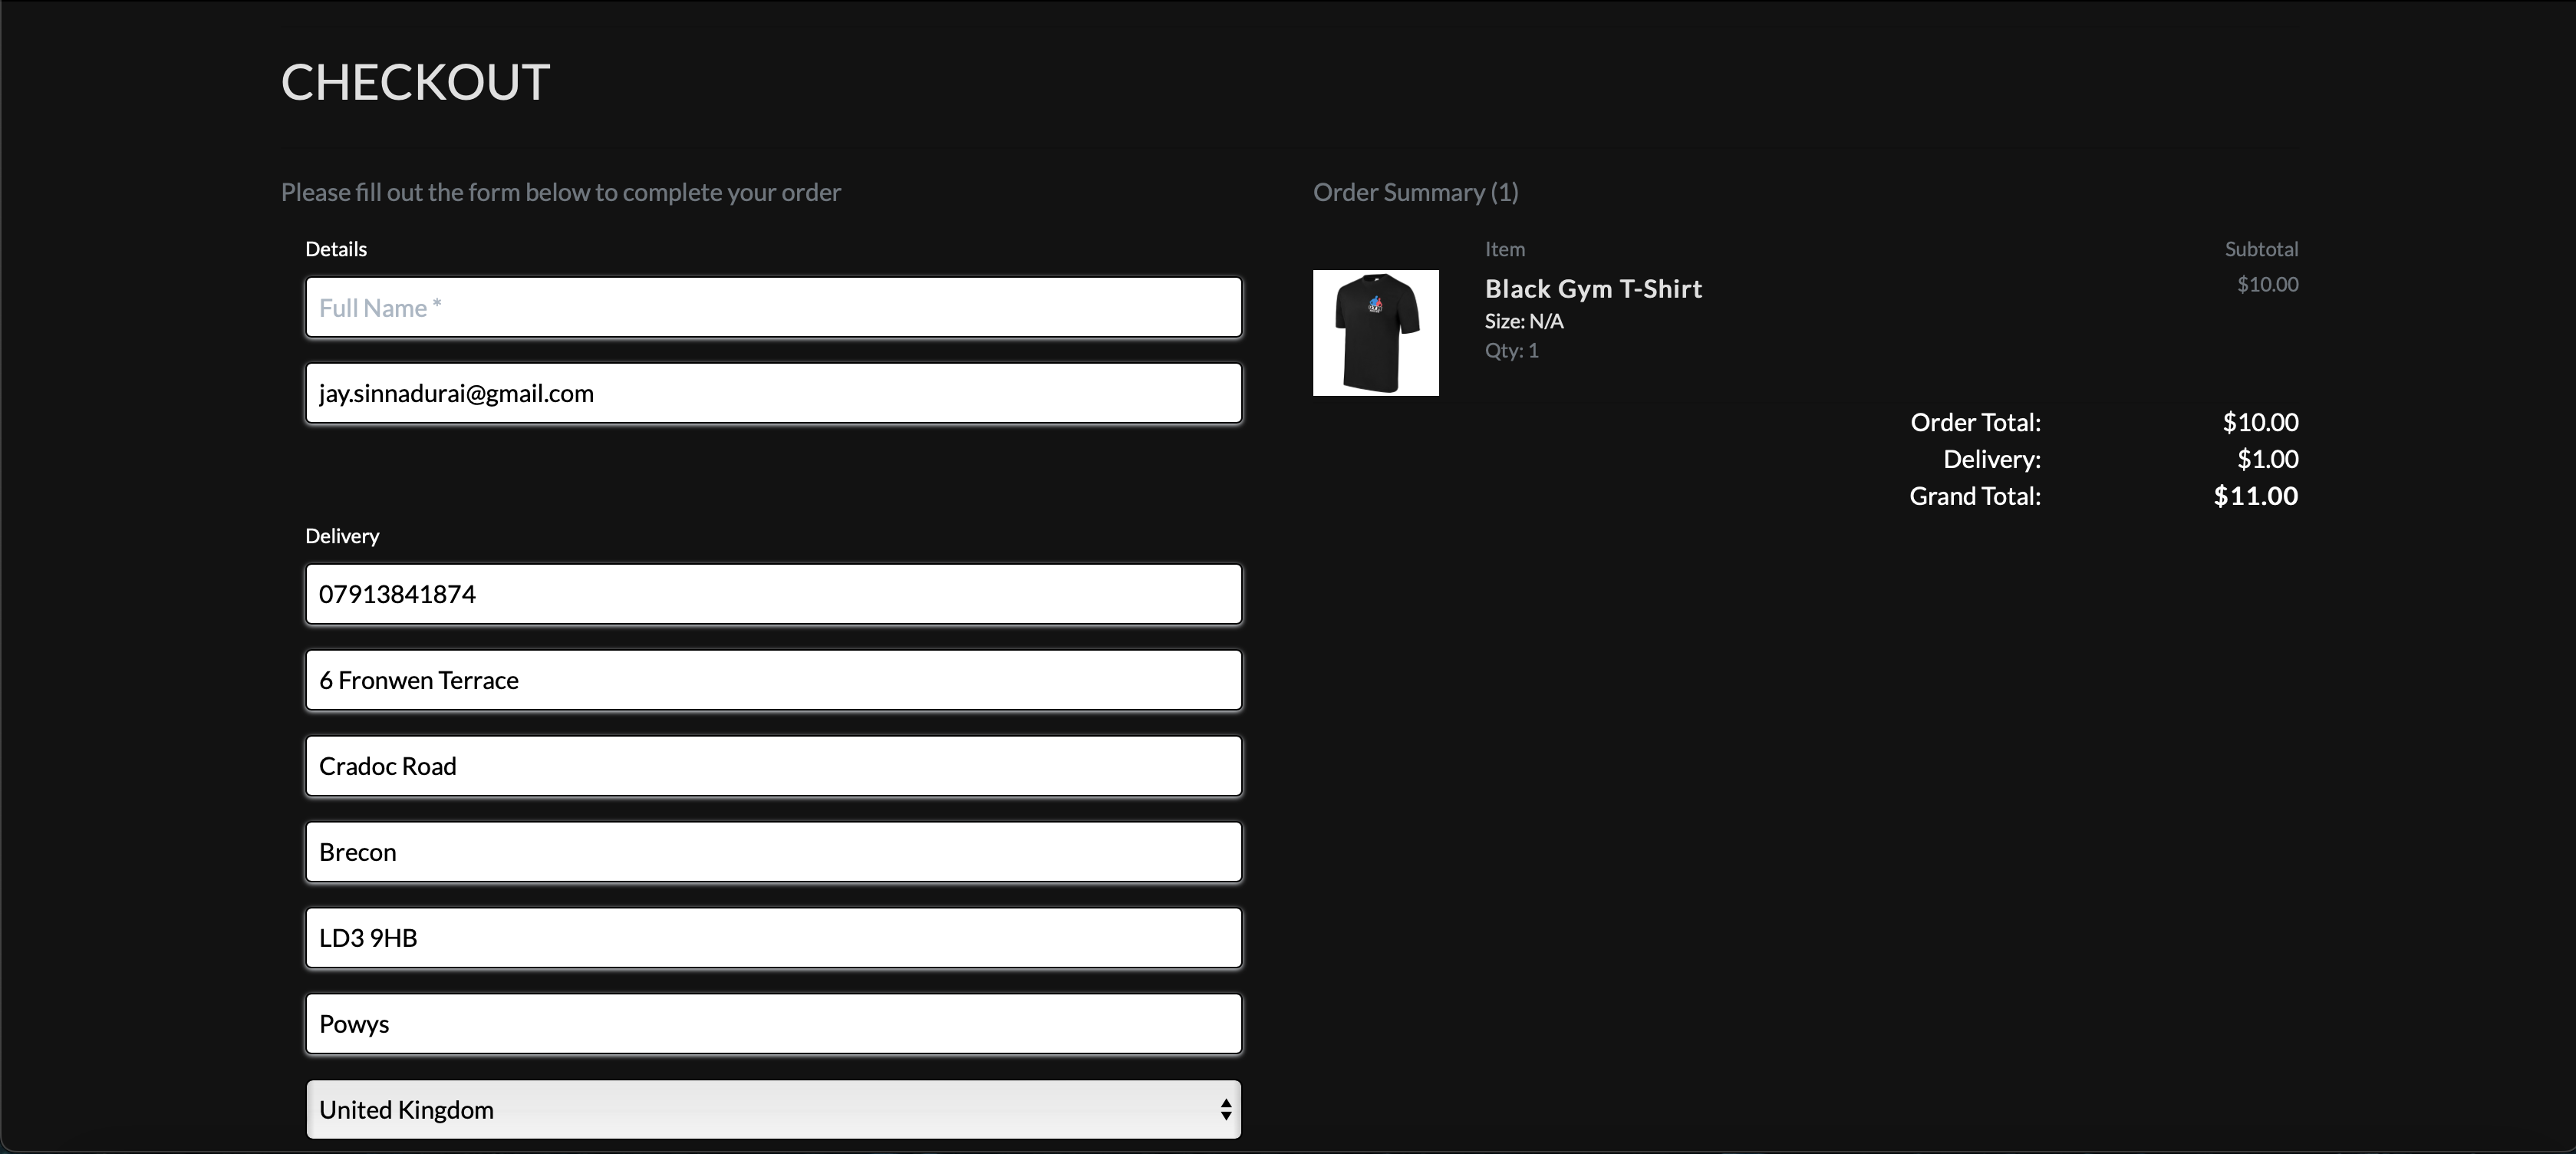 CHECKOUT
Please fill out the form below to complete your order
Details
Full Name *
jay.sinnadurai@gmail.com
Delivery
07913841874
6 Fronwen Terrace
Cradoc Road
Brecon
LD3 9HB
Powys
United Kingdom
Order Summary (1)
Item Subtotal
Black Gym T-Shirt $10.00
Size: N/A
Qty: 1
Order Total: $10.00
Delivery: $1.00
Grand Total: $11.00